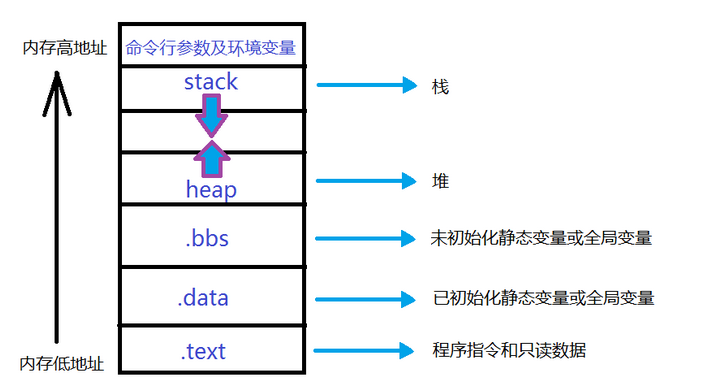 内存高地址
命令行参数及环境变量
stack
栈
heap
堆
.bbs
未初始化静态变量或全局变量
.data
已初始化静态变量或全局变量
.text
程序指令和只读数据
内存低地址